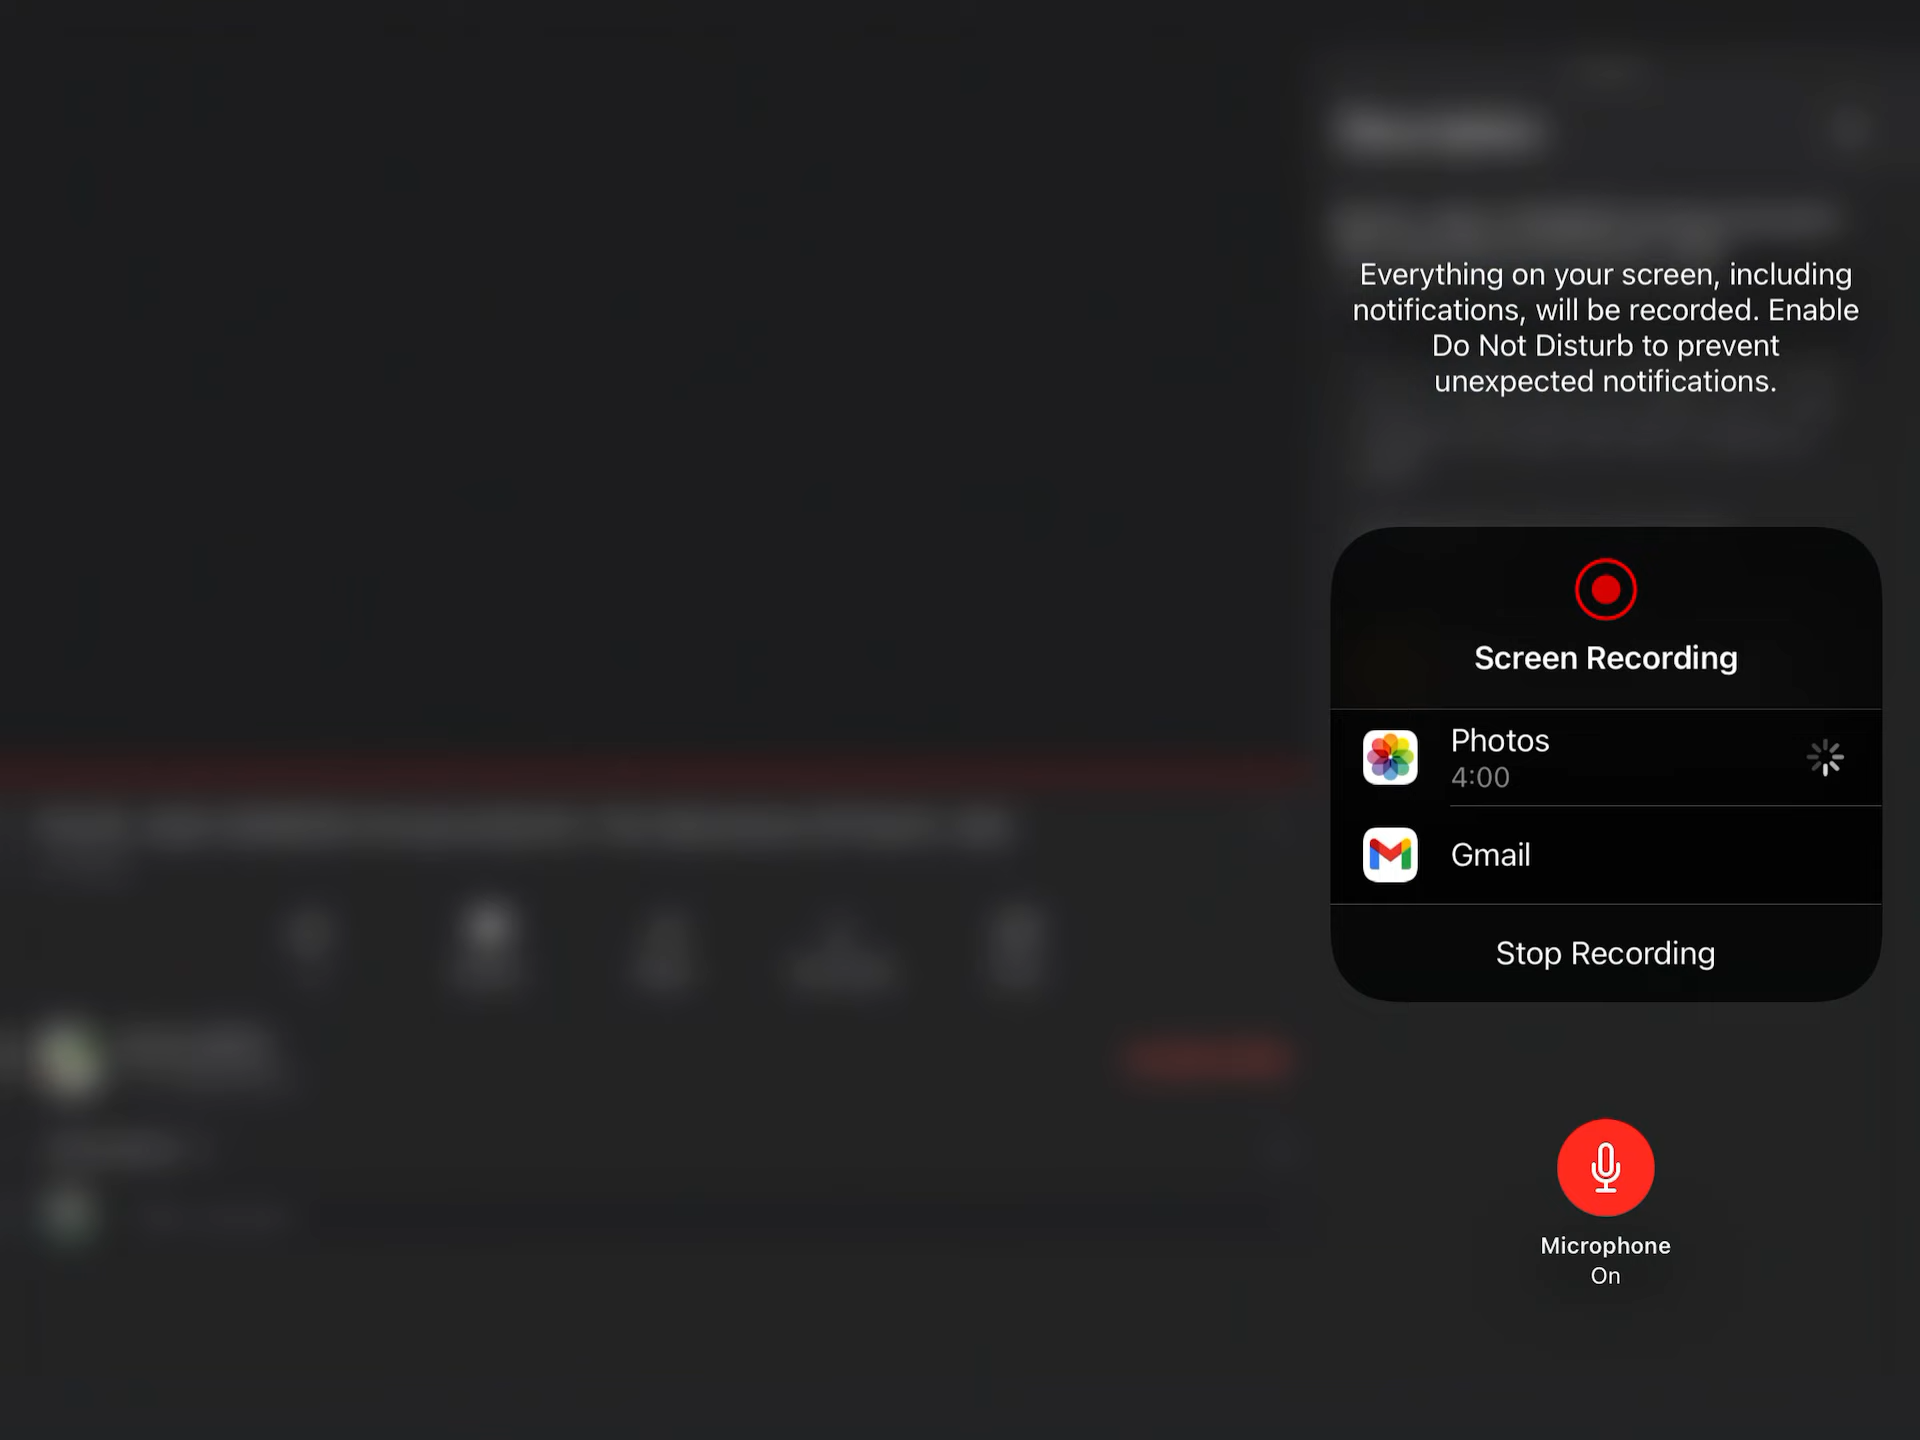 Everything on your screen, including
notifications, will be recorded. Enable
Do Not Disturb to prevent
unexpected notifications.
Screen Recording
Photos
4:00
Gmail
Stop Recording
Microphone
On